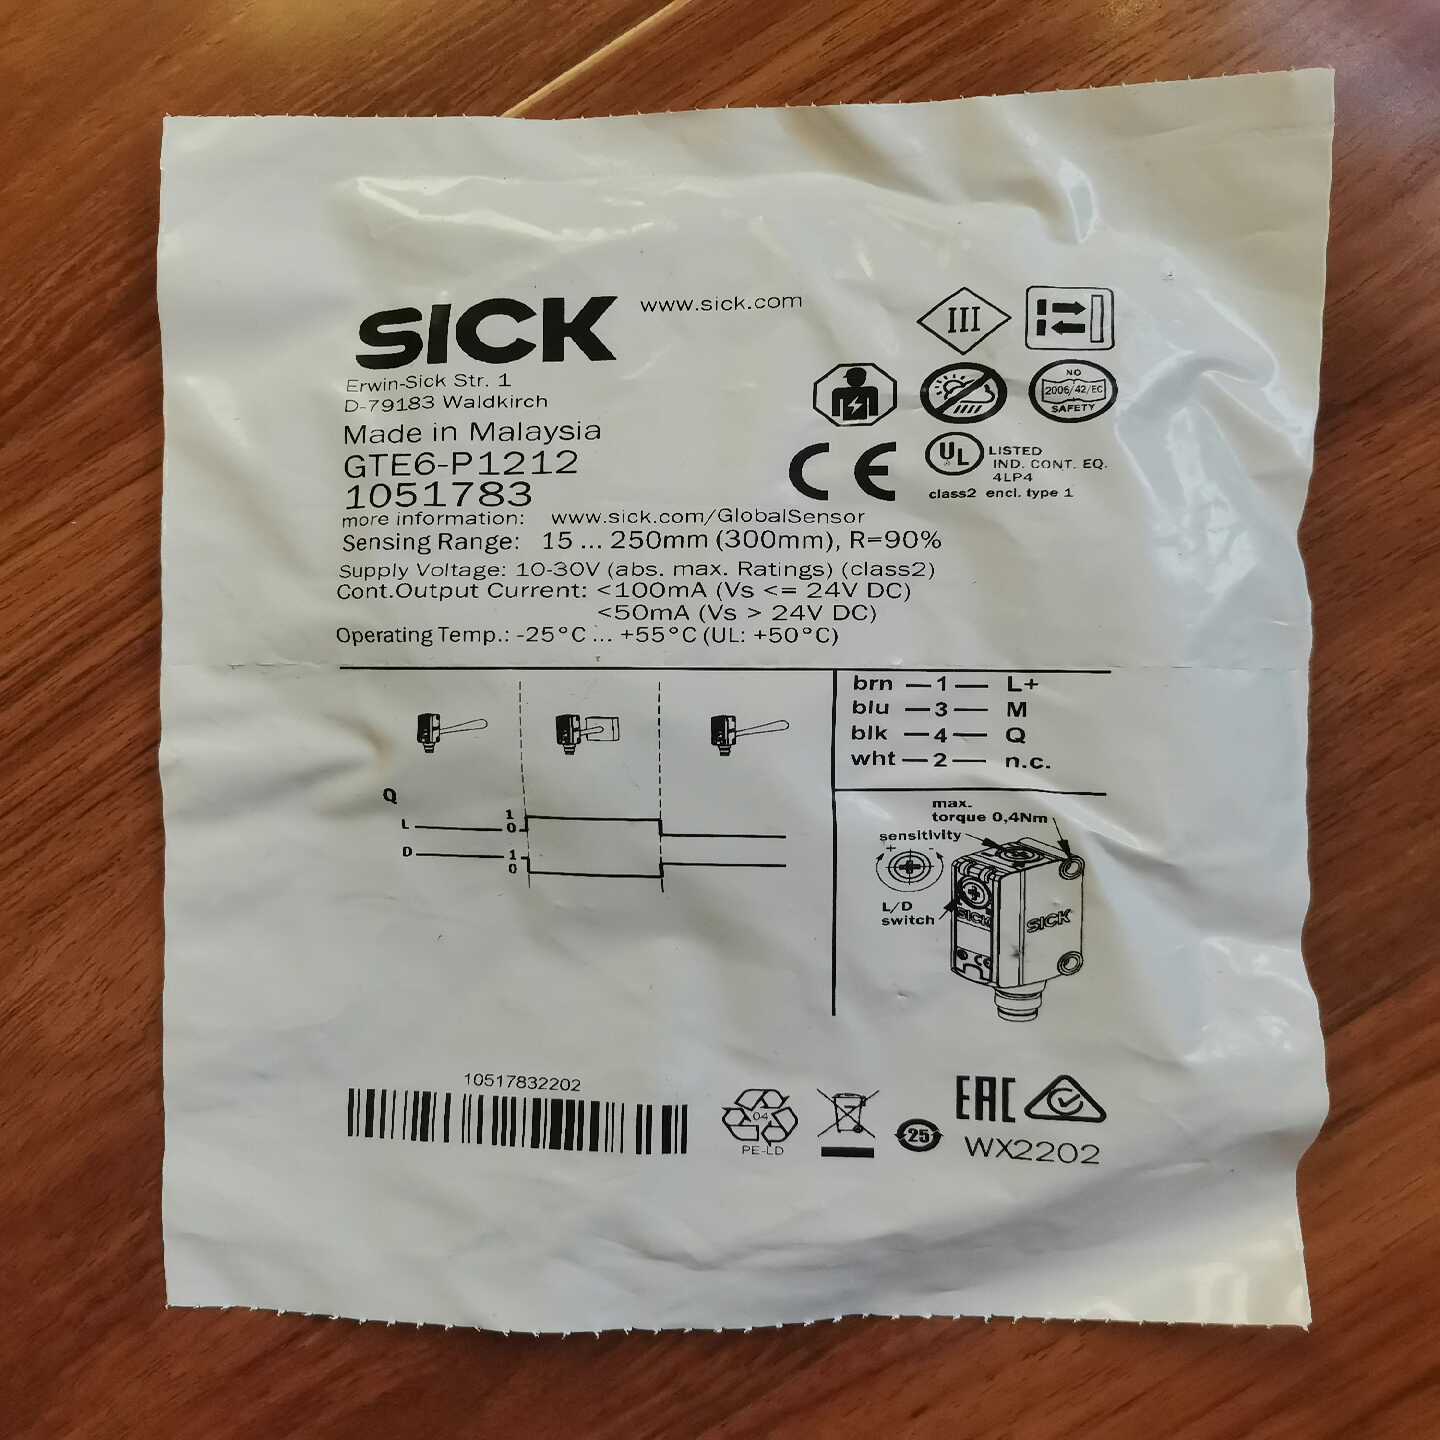 SICK www.sick.com
III
Erwin-Sick Str. 1
D-79183 Waldkirch
Made in Malaysia
GTE6-P1212
1051783
NO
2006/42/EC
SAFETY
CE
UL LISTED
IND. CONT. EQ.
4LP4
class2 encl. type 1
more information: www.sick.com/GlobalSensor
Sensing Range: 15 ... 250mm (300mm), R=90%
Supply Voltage: 10-30V (abs. max. Ratings) (class2)
Cont.Output Current: <100mA (Vs <= 24V DC)
<50mA (Vs > 24V DC)
Operating Temp.: -25°C ... +55°C (UL: +50°C)
brn — 1 — L+
blu — 3 — M
blk — 4 — Q
wht — 2 — n.c.
Q
L 1
0
D 1
0
max.
torque 0,4Nm
sensitivity
+ -
L/D
switch
SICK
SICK
CE
10517832202
04
PE-LD
25
EAC
WX2202